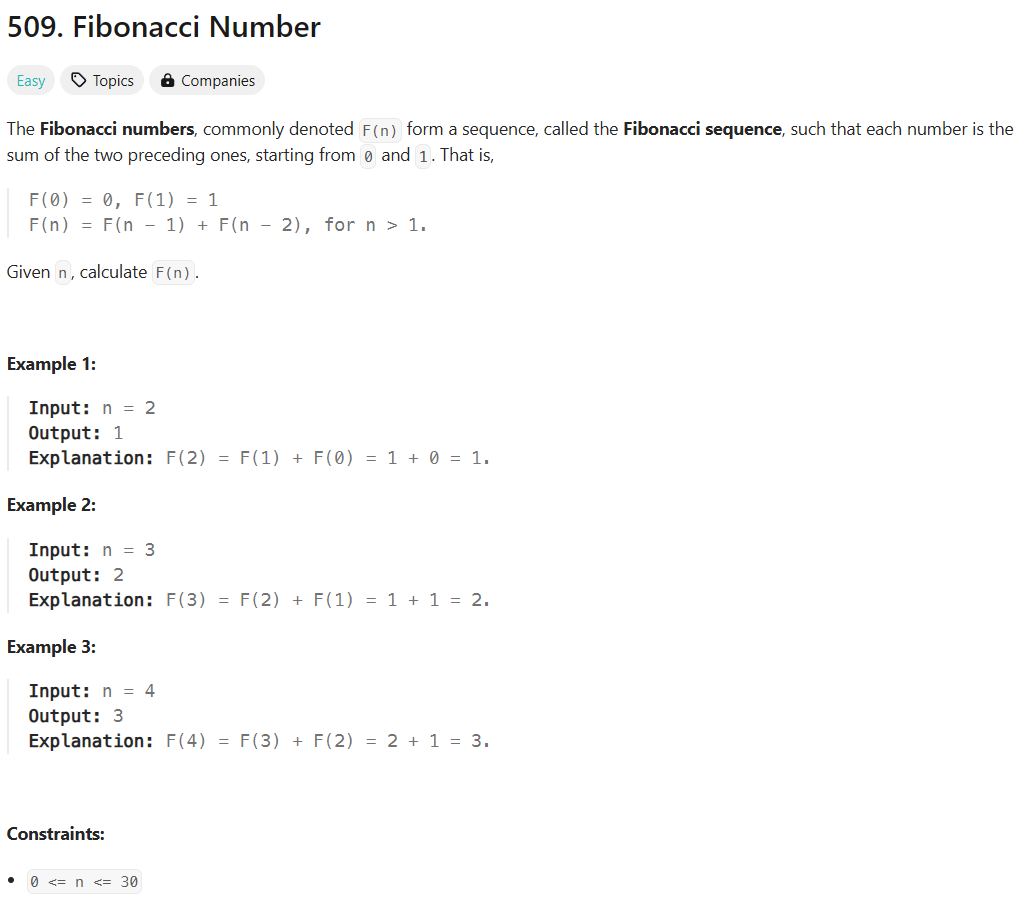 509. Fibonacci Number
Easy Topics Companies
The Fibonacci numbers, commonly denoted F(n) form a sequence, called the Fibonacci sequence, such that each number is the
sum of the two preceding ones, starting from 0 and 1. That is,
F(0) = 0, F(1) = 1
F(n) = F(n − 1) + F(n − 2), for n > 1.
Given n, calculate F(n).
Example 1:
Input: n = 2
Output: 1
Explanation: F(2) = F(1) + F(0) = 1 + 0 = 1.
Example 2:
Input: n = 3
Output: 2
Explanation: F(3) = F(2) + F(1) = 1 + 1 = 2.
Example 3:
Input: n = 4
Output: 3
Explanation: F(4) = F(3) + F(2) = 2 + 1 = 3.
Constraints:
• 0 <= n <= 30